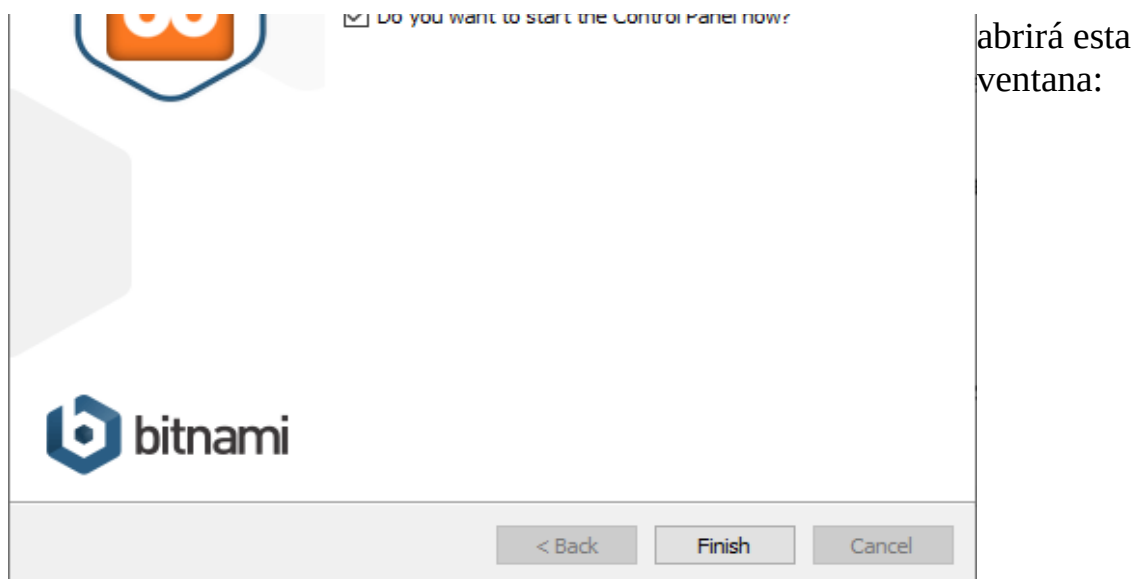 Do you want to start the Control Panel now?
abrirá esta
ventana:
bitnami
< Back
Finish
Cancel